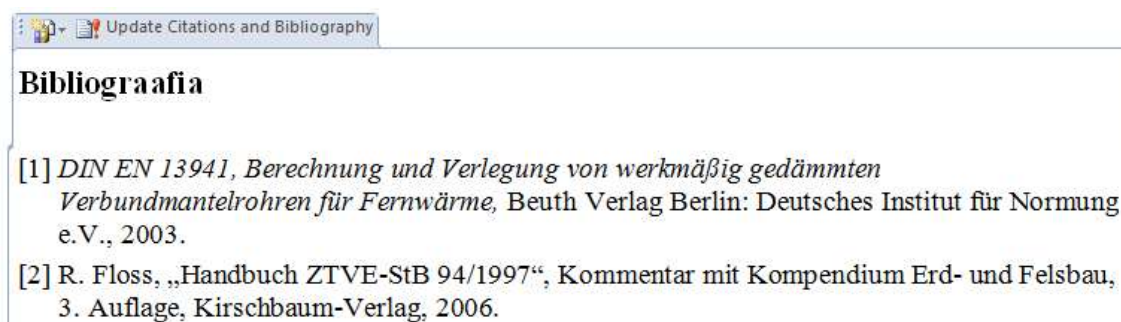 Update Citations and Bibliography
Bibliograafia
[1] DIN EN 13941, Berechnung und Verlegung von werkmäßig gedämmten
Verbundmantelrohren für Fernwärme, Beuth Verlag Berlin: Deutsches Institut für Normung
e.V., 2003.
[2] R. Floss, „Handbuch ZTVE-StB 94/1997“, Kommentar mit Kompendium Erd- und Felsbau,
3. Auflage, Kirschbaum-Verlag, 2006.